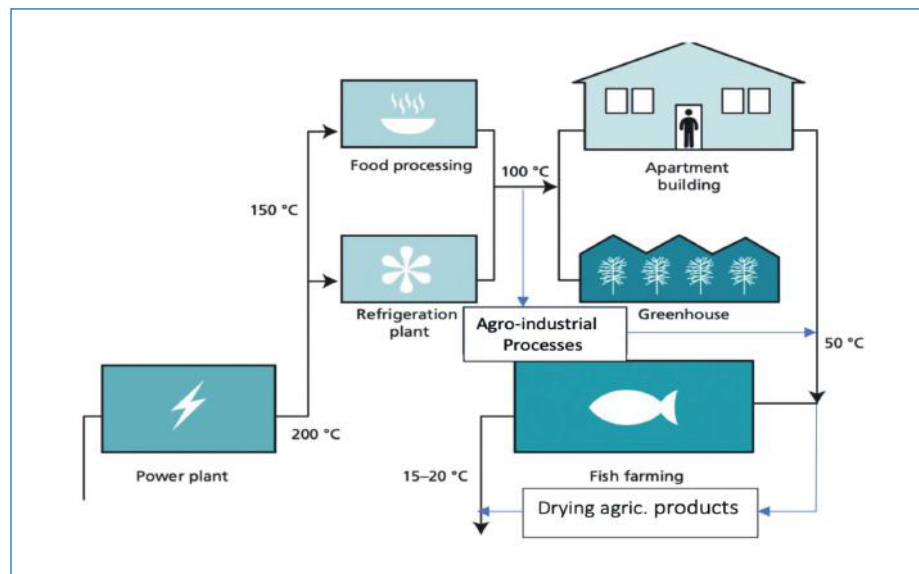 Food processing
Apartment
building
100 °C
150 °C
Refrigeration
plant
Greenhouse
Agro-industrial
Processes
50 °C
200 °C
Power plant
15–20 °C
Fish farming
Drying agric. products